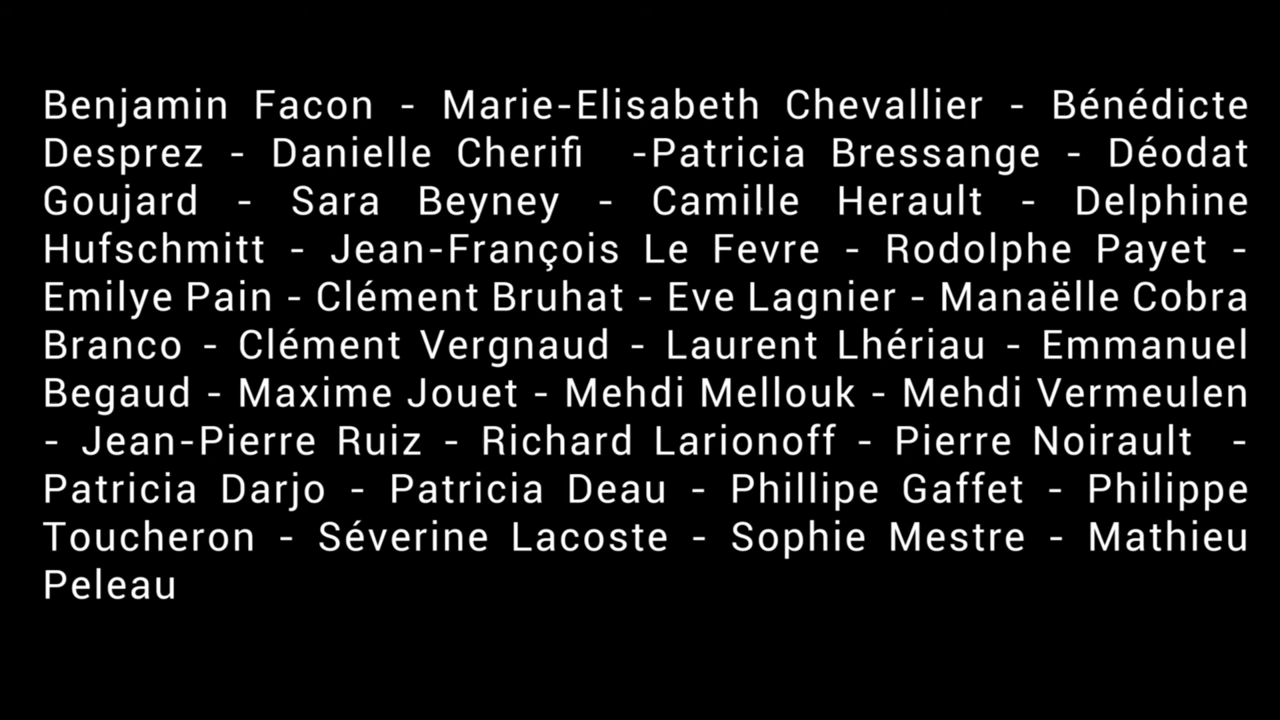 Benjamin Facon - Marie-Elisabeth Chevallier - Bénédicte
Desprez - Danielle Cherifi -Patricia Bressange - Déodat
Goujard - Sara Beyney - Camille Herault - Delphine
Hufschmitt - Jean-François Le Fevre - Rodolphe Payet -
Emilye Pain - Clément Bruhat - Eve Lagnier - Manaëlle Cobra
Branco - Clément Vergnaud - Laurent Lhériau - Emmanuel
Begaud - Maxime Jouet - Mehdi Mellouk - Mehdi Vermeulen
- Jean-Pierre Ruiz - Richard Larionoff - Pierre Noirault -
Patricia Darjo - Patricia Deau - Phillipe Gaffet - Philippe
Toucheron - Séverine Lacoste - Sophie Mestre - Mathieu
Peleau